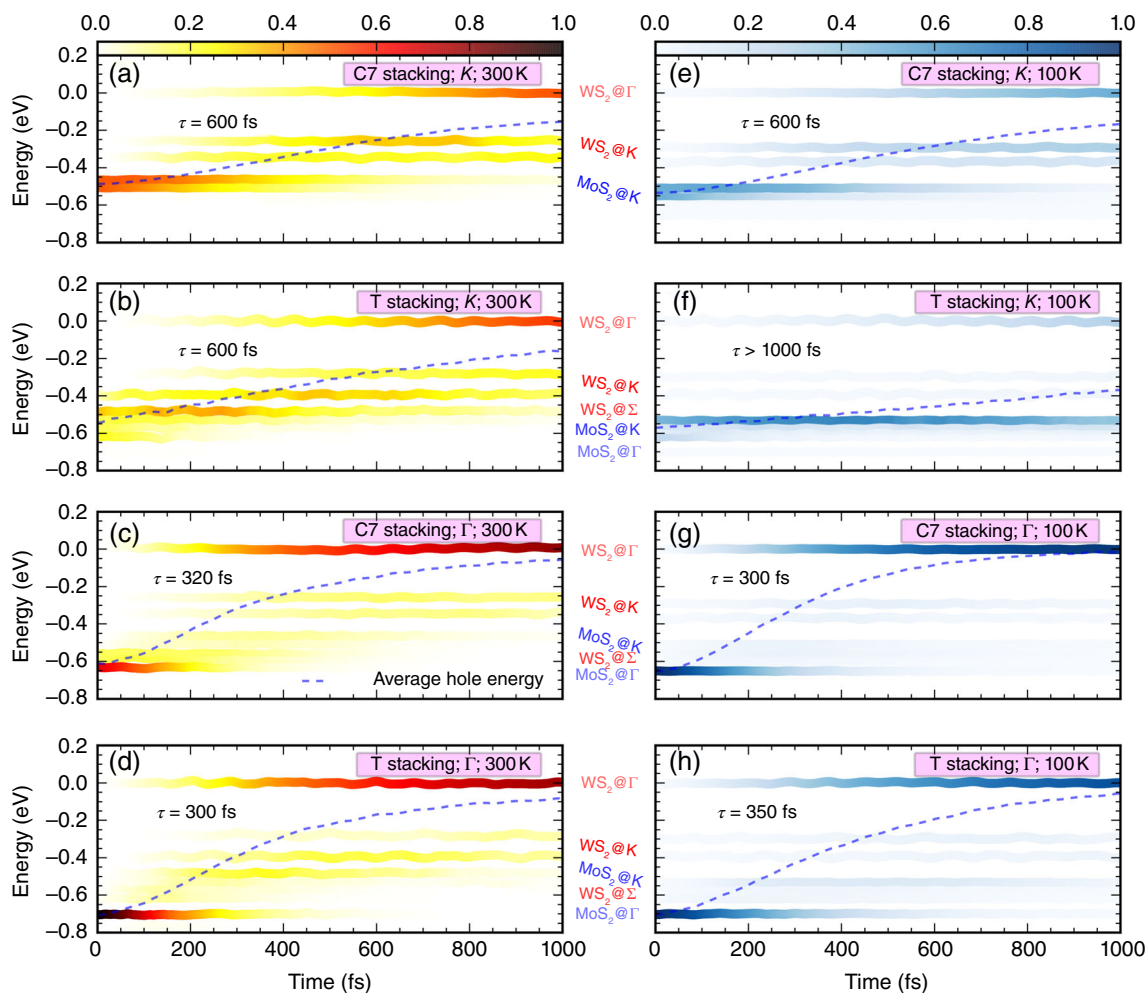 0.0 0.2 0.4 0.6 0.8 1.0
0.0 0.2 0.4 0.6 0.8 1.0
(a)
C7 stacking; K; 300 K
τ = 600 fs
Energy (eV)
0.2
0.0
–0.2
–0.4
–0.6
–0.8
WS₂@Γ
WS₂@K
MoS₂@K
(e)
C7 stacking; K; 100 K
τ = 600 fs
(b)
T stacking; K; 300 K
τ = 600 fs
Energy (eV)
0.2
0.0
–0.2
–0.4
–0.6
–0.8
WS₂@Γ
WS₂@K
WS₂@Σ
MoS₂@K
MoS₂@Γ
(f)
T stacking; K; 100 K
τ > 1000 fs
(c)
C7 stacking; Γ; 300 K
τ = 320 fs
Average hole energy
Energy (eV)
0.2
0.0
–0.2
–0.4
–0.6
–0.8
WS₂@Γ
WS₂@K
MoS₂@K
WS₂@Σ
MoS₂@Γ
(g)
C7 stacking; Γ; 100 K
τ = 300 fs
(d)
T stacking; Γ; 300 K
τ = 300 fs
Energy (eV)
0.2
0.0
–0.2
–0.4
–0.6
–0.8
WS₂@Γ
WS₂@K
MoS₂@K
WS₂@Σ
MoS₂@Γ
(h)
T stacking; Γ; 100 K
τ = 350 fs
0 200 400 600 800 1000
0 200 400 600 800 1000
Time (fs)
Time (fs)